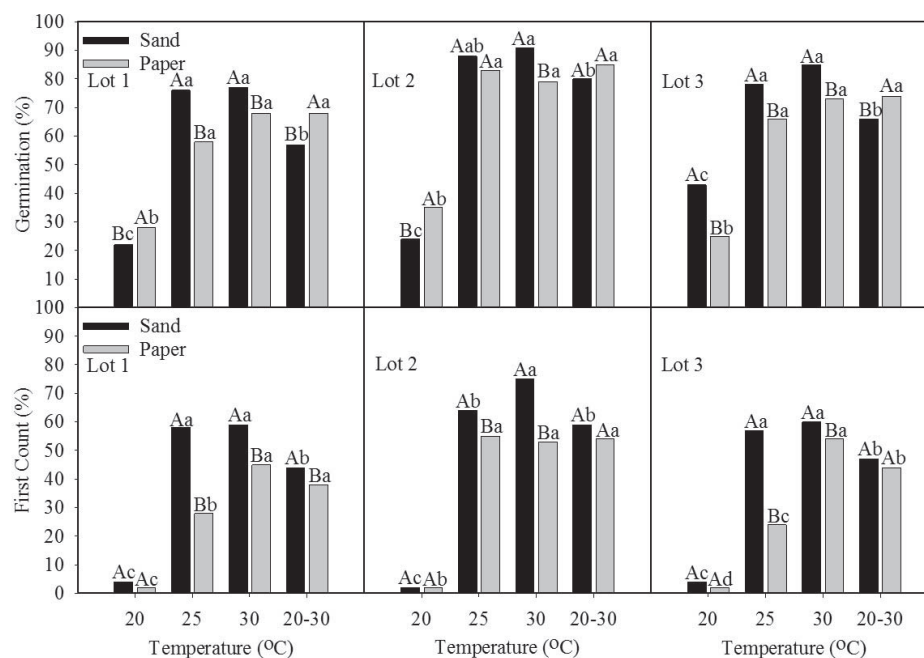 100
90
80
70
60
50
40
30
20
10
Germination (%)
Sand
Paper
Lot 1
Bc Ab Aa Ba Aa Ba Bb Aa
Lot 2
Bc Ab Aab Aa Aa Ba Ab Aa
Lot 3
Ac Bb Aa Ba Aa Ba Bb Aa
100
90
80
70
60
50
40
30
20
10
0
First Count (%)
Sand
Paper
Lot 1
Ac Ac Aa Bb Aa Ba Ab Ba
Lot 2
Ac Ab Ab Ba Aa Ba Ab Aa
Lot 3
Ac Ad Aa Bc Aa Ba Ab Ab
20 25 30 20-30
20 25 30 20-30
20 25 30 20-30
Temperature (ºC)
Temperature (ºC)
Temperature (ºC)